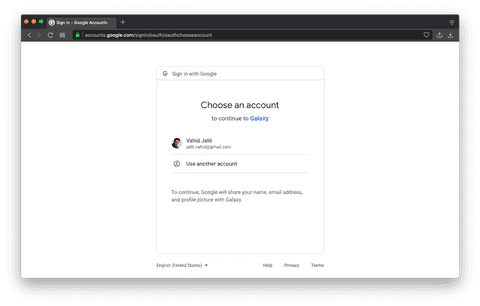 Sign in – Google Accounts
accounts.google.com/signin/oauth/oauthchooseaccount
Sign in with Google
Choose an account
to continue to Galaxy
Vahid Jalili
jalili.vahid@gmail.com
Use another account
To continue, Google will share your name, email address,
and profile picture with Galaxy.
English (United States)
Help Privacy Terms